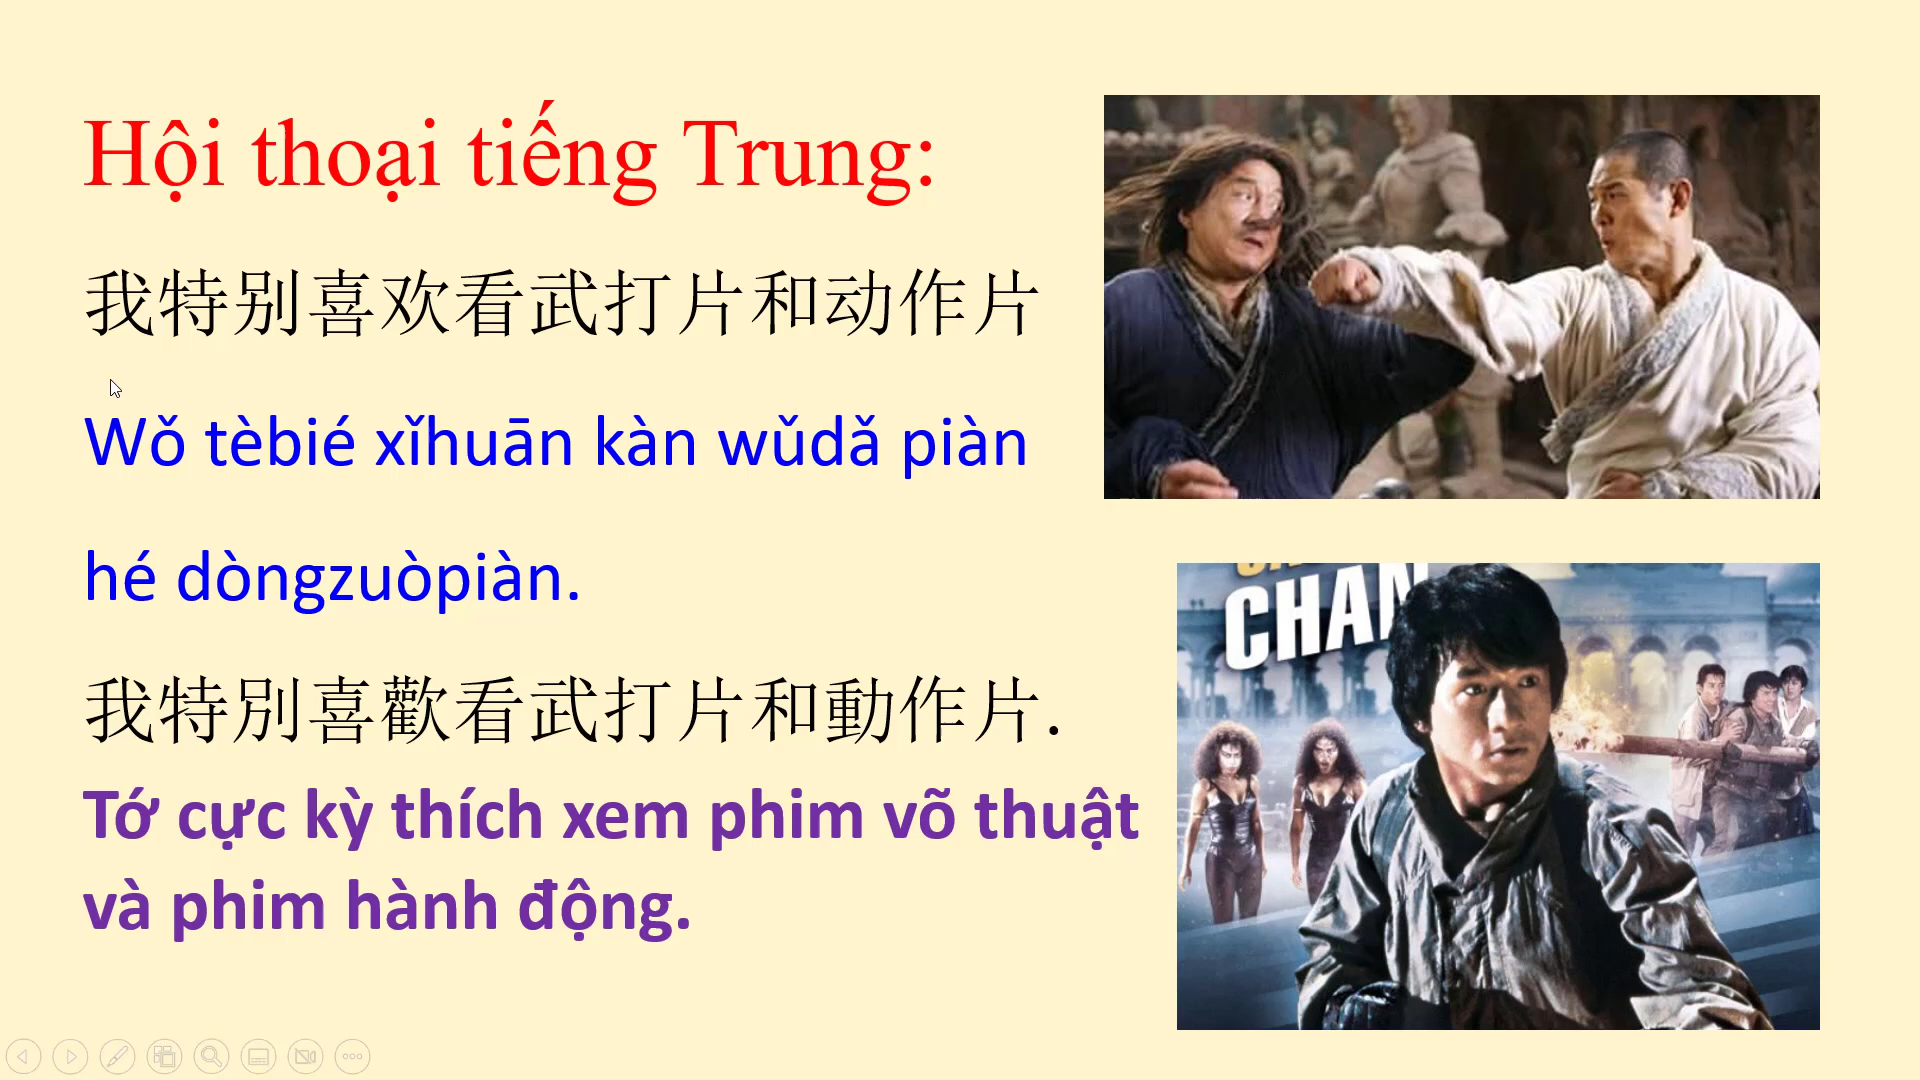 Hội thoại tiếng Trung:
我特别喜欢看武打片和动作片
Wǒ tèbié xǐhuān kàn wǔdǎ piàn
hé dòngzuòpiàn.
我特別喜歡看武打片和動作片.
Tớ cực kỳ thích xem phim võ thuật
và phim hành động.
CHAN